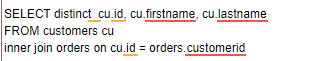 SELECT distinct cu.id, cu.firstname, cu.lastname
FROM customers cu
inner join orders on cu.id = orders.customerid